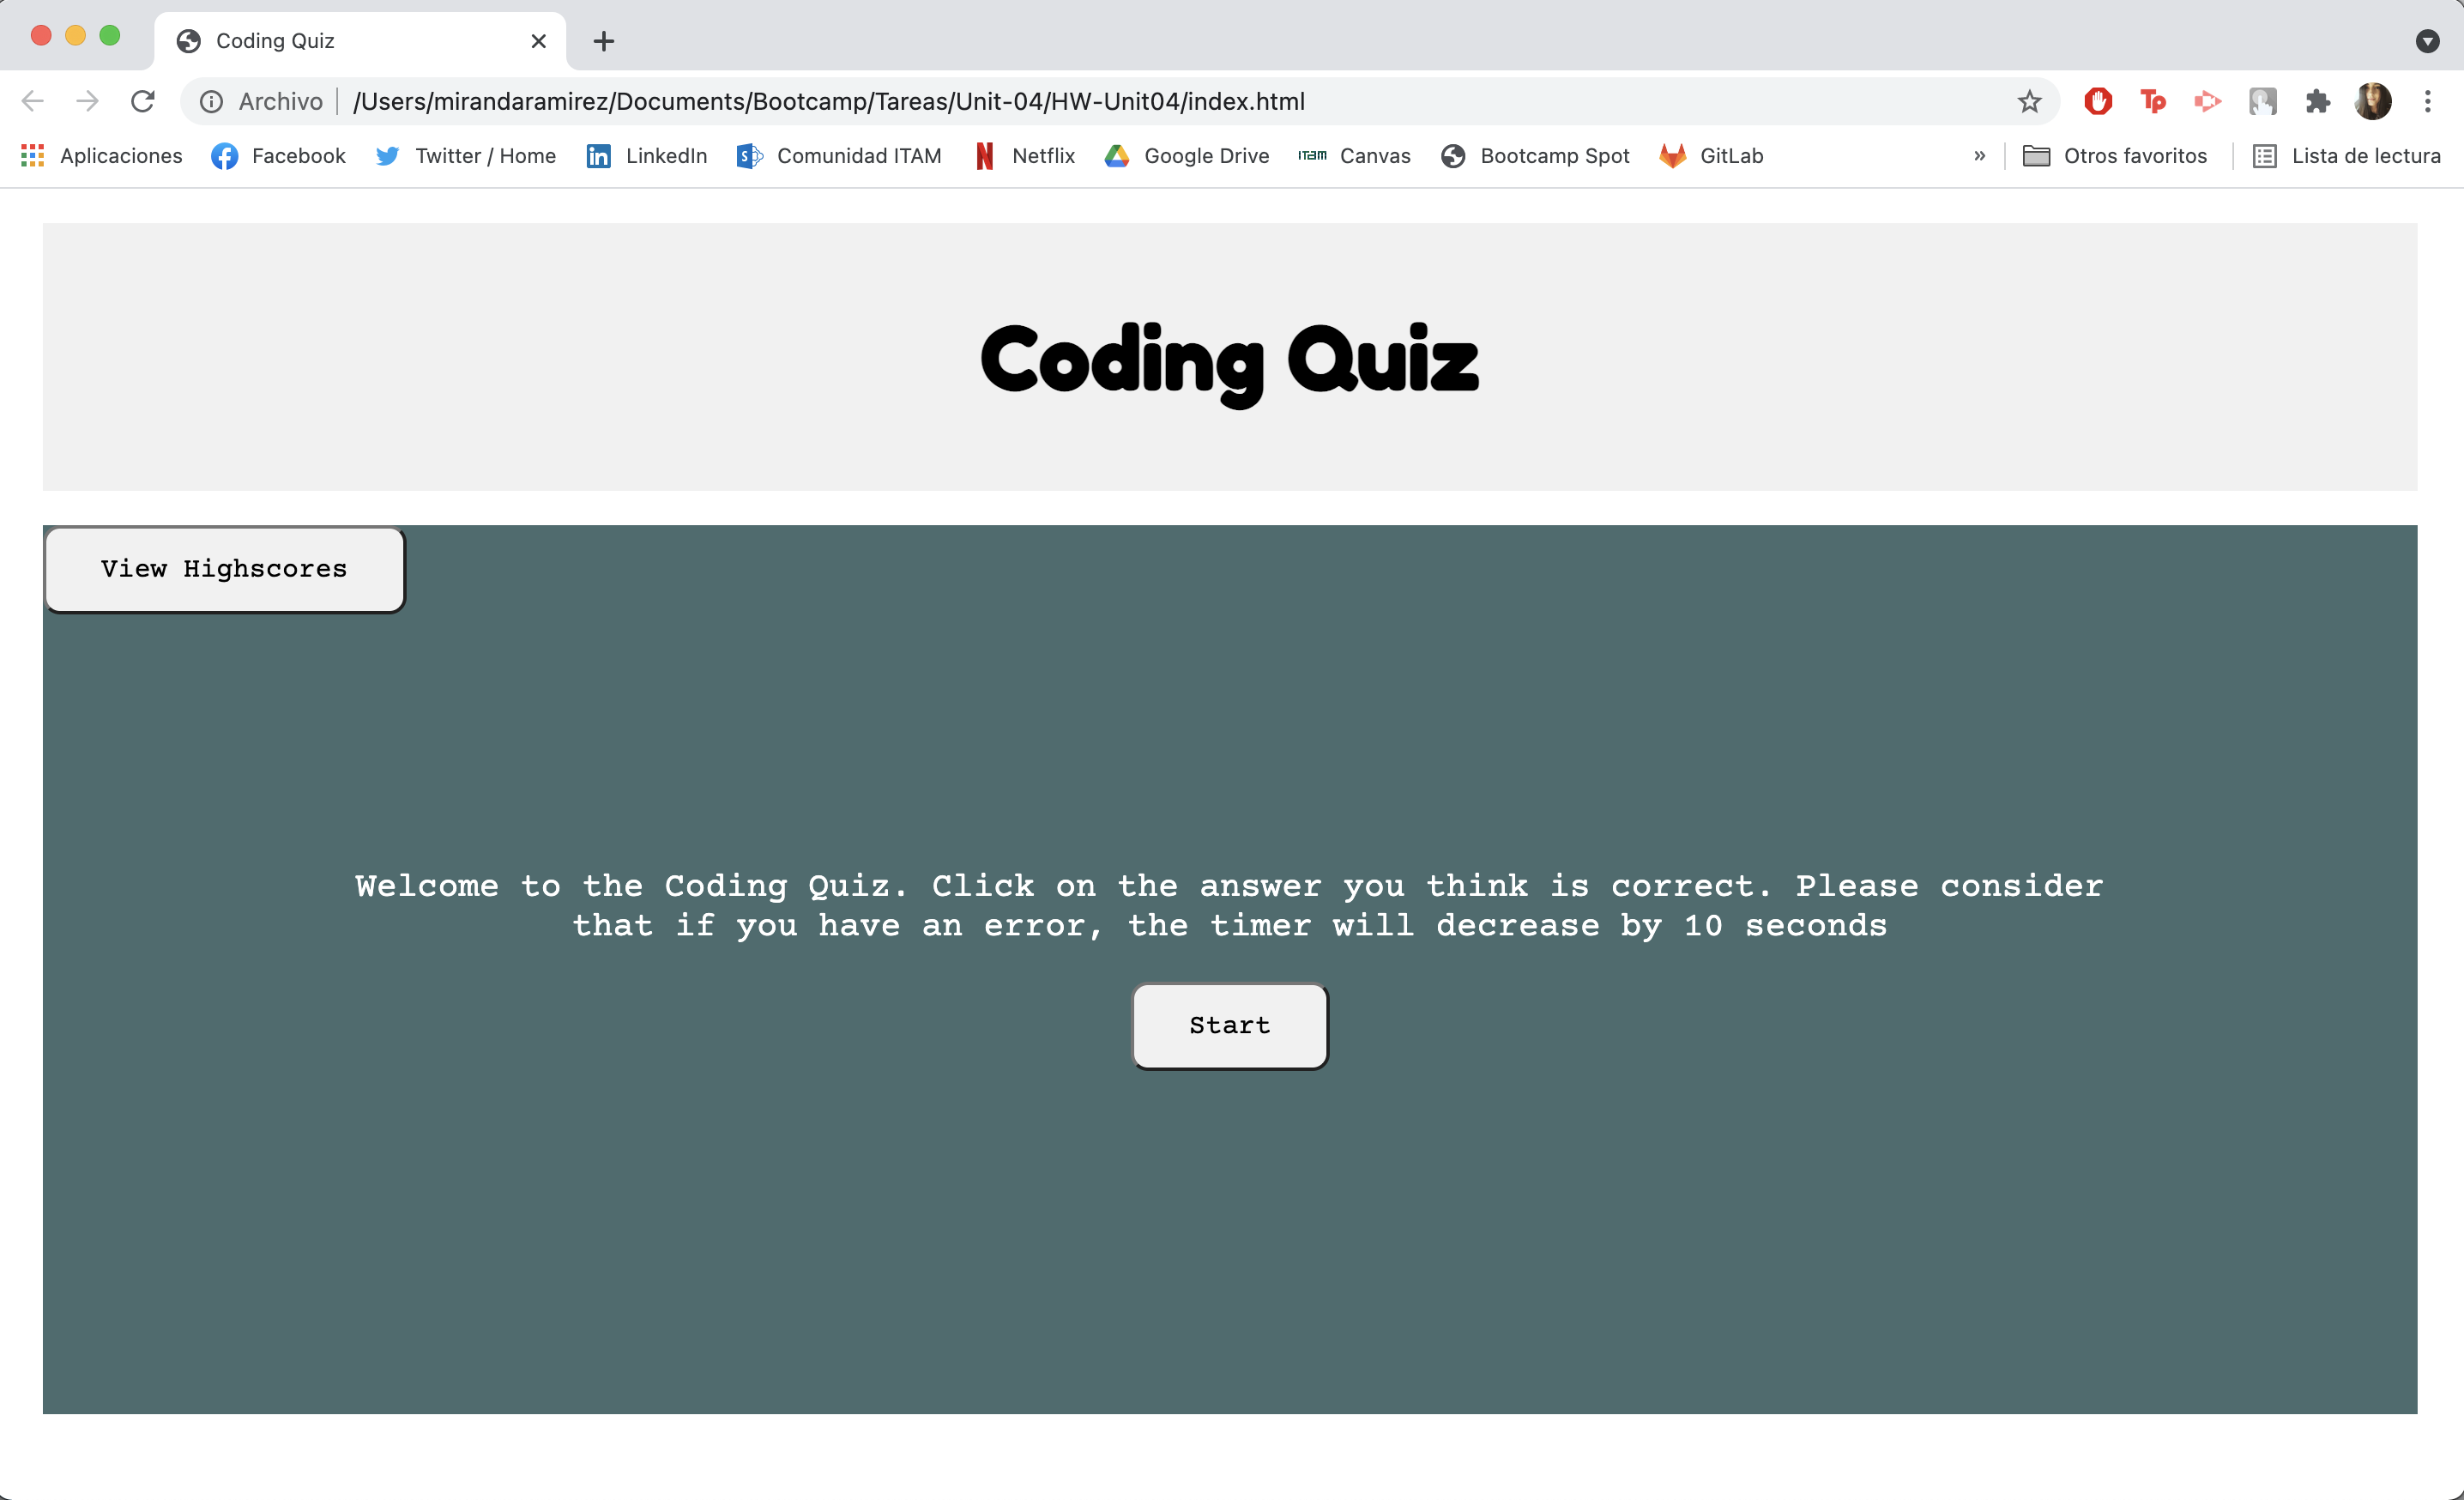 Coding Quiz
Archivo /Users/mirandaramirez/Documents/Bootcamp/Tareas/Unit-04/HW-Unit04/index.html
Tp
Aplicaciones Facebook Twitter / Home LinkedIn Comunidad ITAM Netflix Google Drive ITAM Canvas Bootcamp Spot GitLab » Otros favoritos Lista de lectura
Coding Quiz
View Highscores
Welcome to the Coding Quiz. Click on the answer you think is correct. Please consider
that if you have an error, the timer will decrease by 10 seconds
Start